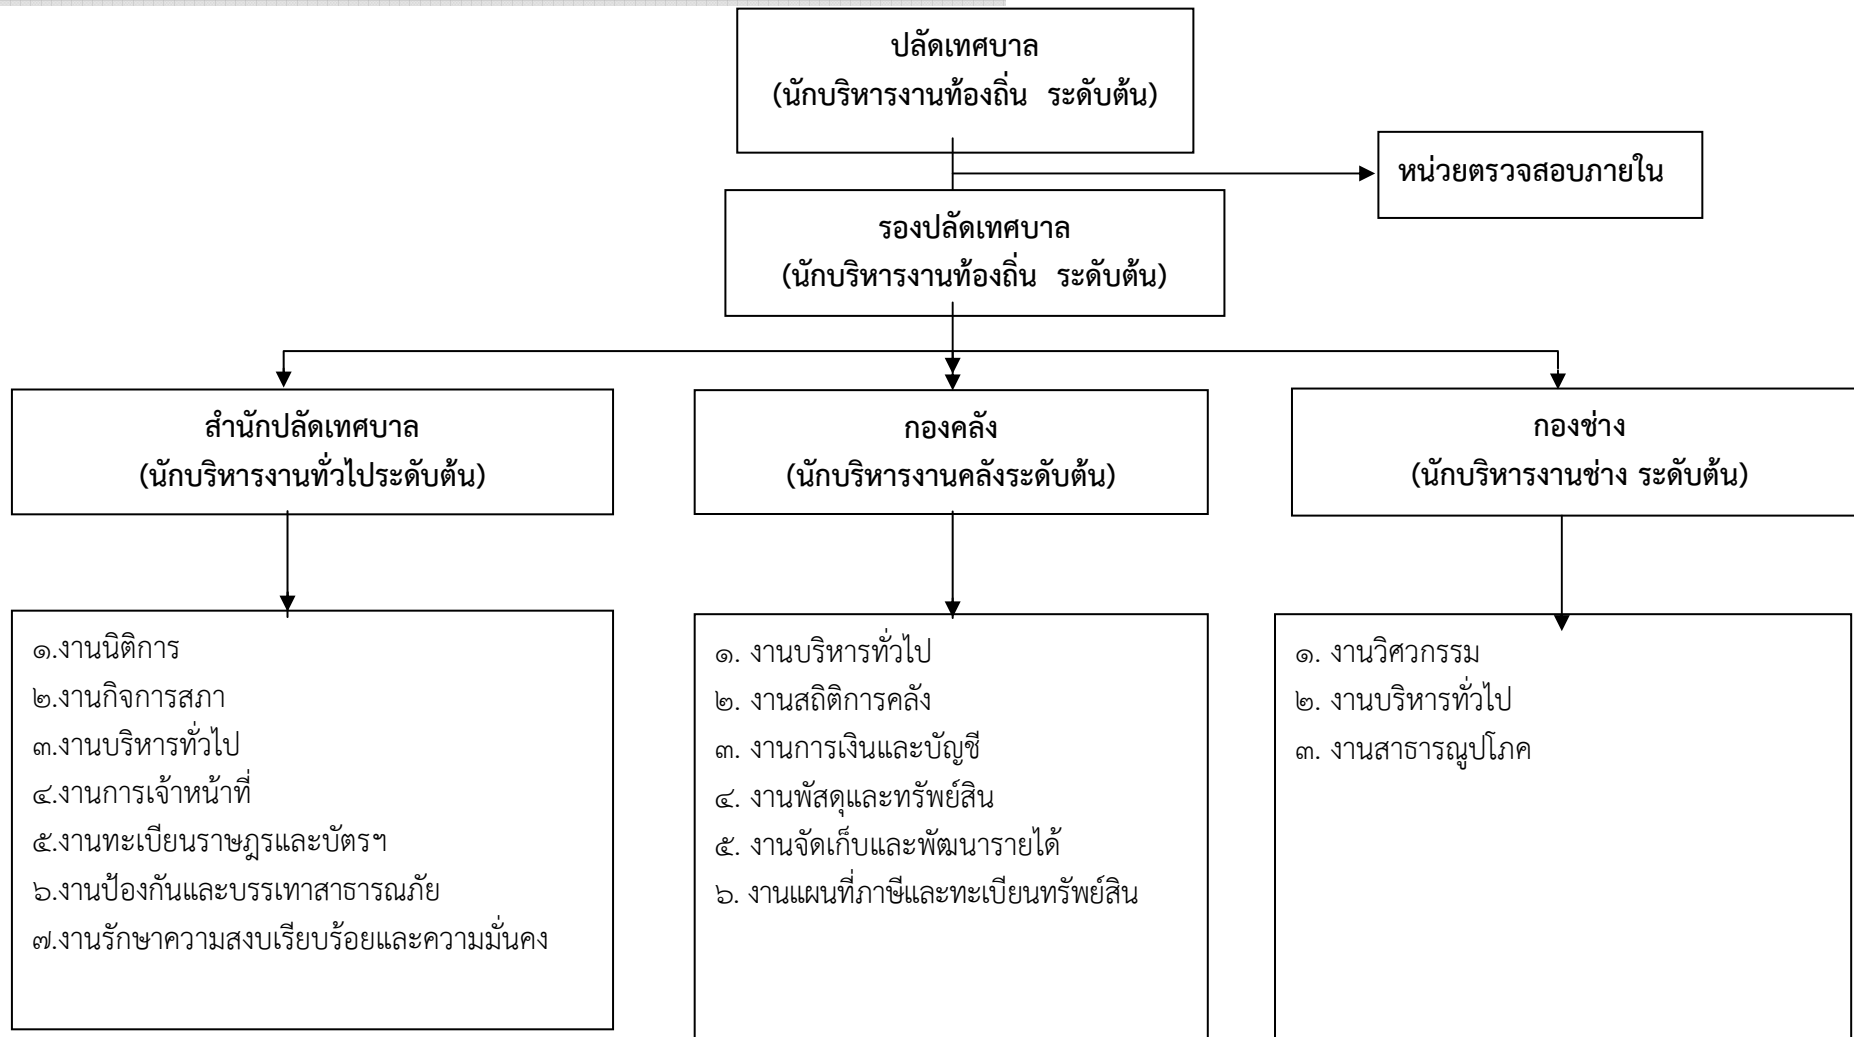 ปลัดเทศบาล
(นักบริหารงานท้องถิ่น ระดับต้น)
หน่วยตรวจสอบภายใน
รองปลัดเทศบาล
(นักบริหารงานท้องถิ่น ระดับต้น)
สำนักปลัดเทศบาล
(นักบริหารงานทั่วไประดับต้น)
กองคลัง
(นักบริหารงานคลังระดับต้น)
กองช่าง
(นักบริหารงานช่าง ระดับต้น)
๑.งานนิติการ
๒.งานกิจการสภา
๓.งานบริหารทั่วไป
๔.งานการเจ้าหน้าที่
๕.งานทะเบียนราษฎรและบัตรฯ
๖.งานป้องกันและบรรเทาสาธารณภัย
๗.งานรักษาความสงบเรียบร้อยและความมั่นคง
๑. งานบริหารทั่วไป
๒. งานสถิติการคลัง
๓. งานการเงินและบัญชี
๔. งานพัสดุและทรัพย์สิน
๕. งานจัดเก็บและพัฒนารายได้
๖. งานแผนที่ภาษีและทะเบียนทรัพย์สิน
๑. งานวิศวกรรม
๒. งานบริหารทั่วไป
๓. งานสาธารณูปโภค